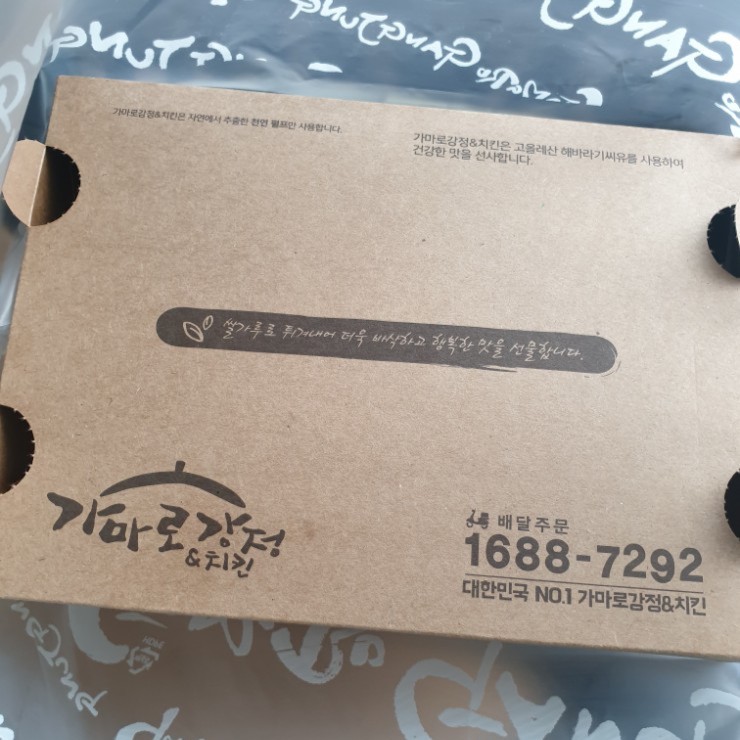 가마로강정&치킨은 자연에서 추출한 천연 펄프만 사용합니다.
가마로강정&치킨은 고올레산 해바라기씨유를 사용하여
건강한 맛을 선사합니다.
쌀가루로 튀겨내어 더욱 바삭하고 행복한 맛을 선물합니다.
가마로강정
&치킨
배달주문
1688-7292
대한민국 NO.1 가마로강정&치킨